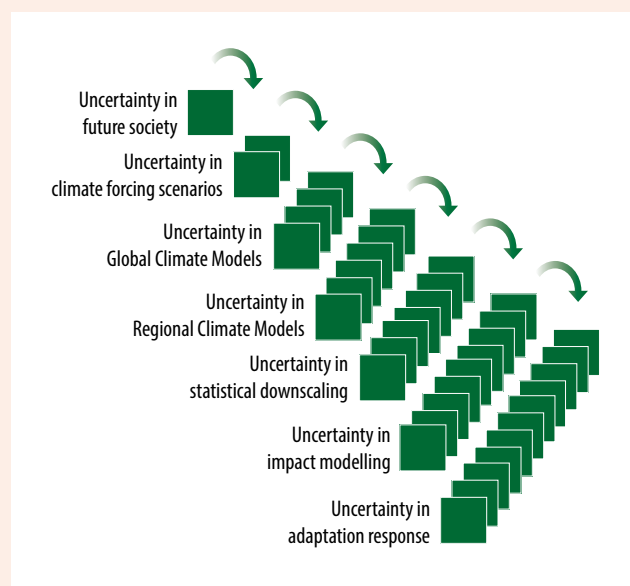 Uncertainty in
future society
Uncertainty in
climate forcing scenarios
Uncertainty in
Global Climate Models
Uncertainty in
Regional Climate Models
Uncertainty in
statistical downscaling
Uncertainty in
impact modelling
Uncertainty in
adaptation response